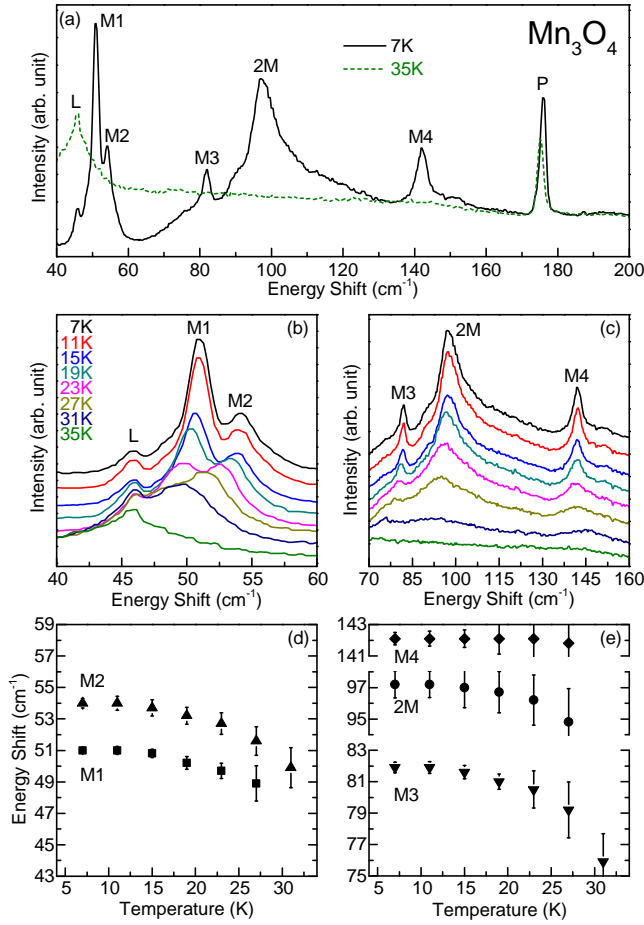 (a)
M1
Mn3O4
7K
35K
2M
L
M2
M3
M4
P
Intensity (arb. unit)
40 60 80 100 120 140 160 180 200
Energy Shift (cm-1)
(b)
7K
11K
15K
19K
23K
27K
31K
35K
M1
M2
L
Intensity (arb. unit)
40 45 50 55 60
Energy Shift (cm-1)
(c)
2M
M3
M4
Intensity (arb. unit)
70 85 100 115 130 145 160
Energy Shift (cm-1)
(d)
59
57
55
53
51
49
47
45
43
M2
M1
Energy Shift (cm-1)
5 10 15 20 25 30
Temperature (K)
(e)
143
141
97
95
83
81
79
77
75
M4
2M
M3
5 10 15 20 25 30
Temperature (K)